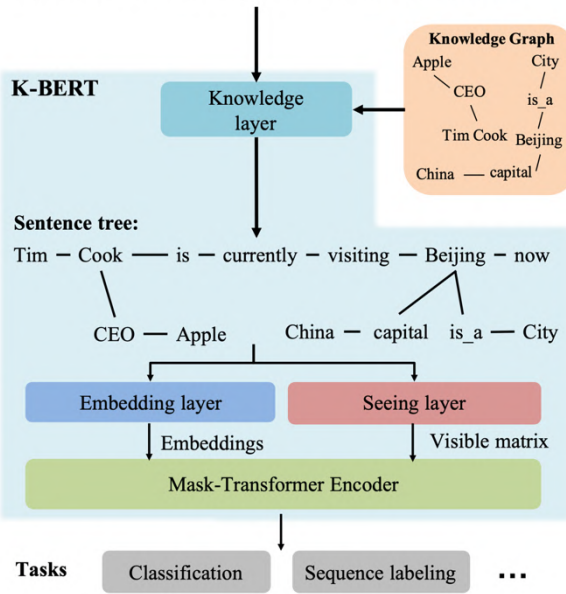 Knowledge Graph
Apple
City
CEO
is_a
Tim Cook
Beijing
China — capital
K-BERT
Knowledge
layer
Sentence tree:
Tim — Cook — is — currently — visiting — Beijing — now
CEO — Apple
China — capital
is_a — City
Embedding layer
Seeing layer
Embeddings
Visible matrix
Mask-Transformer Encoder
Tasks
Classification
Sequence labeling
...